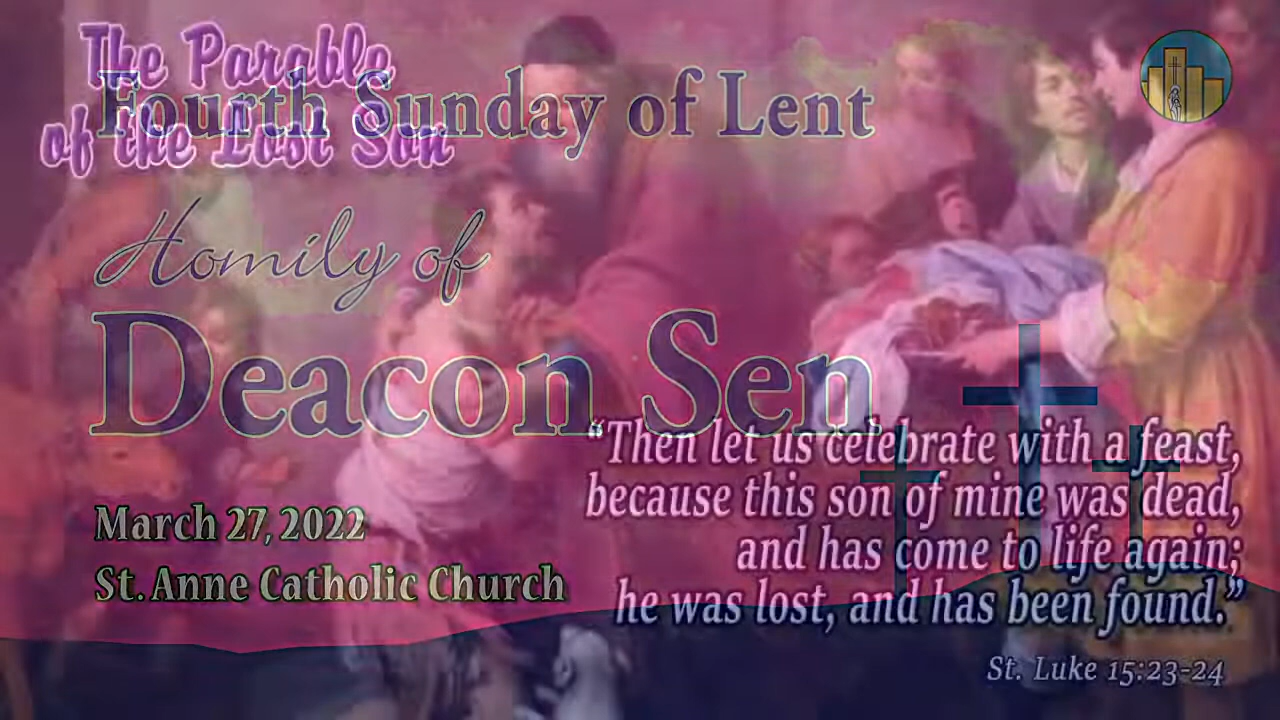 The Parable
of the Lost Son
Fourth Sunday of Lent
Homily of
Deacon Sen
March 27, 2022
St. Anne Catholic Church
“Then let us celebrate with a feast,
because this son of mine was dead,
and has come to life again;
he was lost, and has been found.”
St. Luke 15:23-24